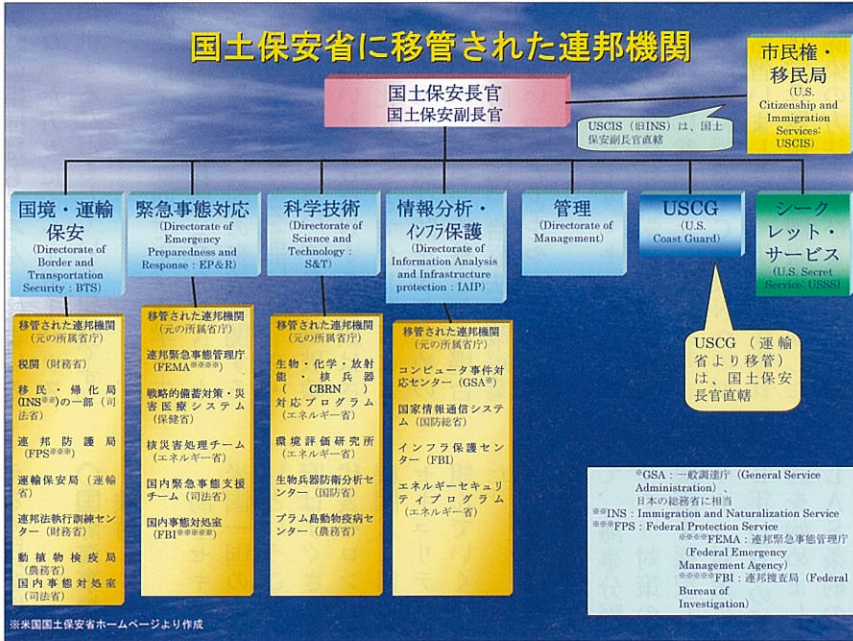 国土保安省に移管された連邦機関
国土保安長官
国土保安副長官
市民権・
移民局
(U.S.
Citizenship and
Immigration
Services:
USCIS)
USCIS（旧INS）は、国土
保安副長官直轄
国境・運輸
保安
(Directorate of
Border and
Transportation
Security : BTS)
緊急事態対応
(Directorate of
Emergency
Preparedness and
Response : EP&R)
科学技術
(Directorate of
Science and
Technology :
S&T)
情報分析・
インフラ保護
(Directorate of
Information Analysis
and Infrastructure
protection : IAIP)
管理
(Directorate of
Management)
USCG
(U.S.
Coast Guard)
シーク
レット・
サービス
(U.S. Secret
Service: USSS)
移管された連邦機関
(元の所属省庁)
税関 (財務省)
移民・帰化局
(INS※※)の一部 (司
法省)
連邦防護局
(FPS※※※)
運輸保安局 (運輸
省)
連邦法執行訓練セン
ター (財務省)
動植物検疫局
(農務省)
国内事態対処室
(司法省)
移管された連邦機関
(元の所属省庁)
連邦緊急事態管理庁
(FEMA※※※※)
戦略的備蓄対策・災
害医療システム
(保健省)
核災害処理チーム
(エネルギー省)
国内緊急事態支援
チーム (司法省)
国内事態対処室
(FBI※※※※※)
移管された連邦機関
(元の所属省庁)
生物・化学・放射
能・核兵器
(CBRN)
対応プログラム
(エネルギー省)
環境評価研究所
(エネルギー省)
生物兵器防衛分析セ
ンター (国防省)
プラム島動物疫病セ
ンター (農務省)
移管された連邦機関
(元の所属省庁)
コンピュータ事件対
応センター (GSA※)
国家情報通信システ
ム (国防総省)
インフラ保護セン
ター (FBI)
エネルギーセキュリ
ティプログラム
(エネルギー省)
USCG（運輸
省より移管）
は、国土保安
長官直轄
※GSA：一般調達庁 (General Service
Administration) 、
日本の総務省に相当
※※INS : Immigration and Naturalization Service
※※※FPS : Federal Protection Service
※※※※FEMA：連邦緊急事態管理庁
(Federal Emergency
Management Agency)
※※※※※FBI：連邦捜査局 (Federal
Bureau of
Investigation)
※米国国土保安省ホームページより作成